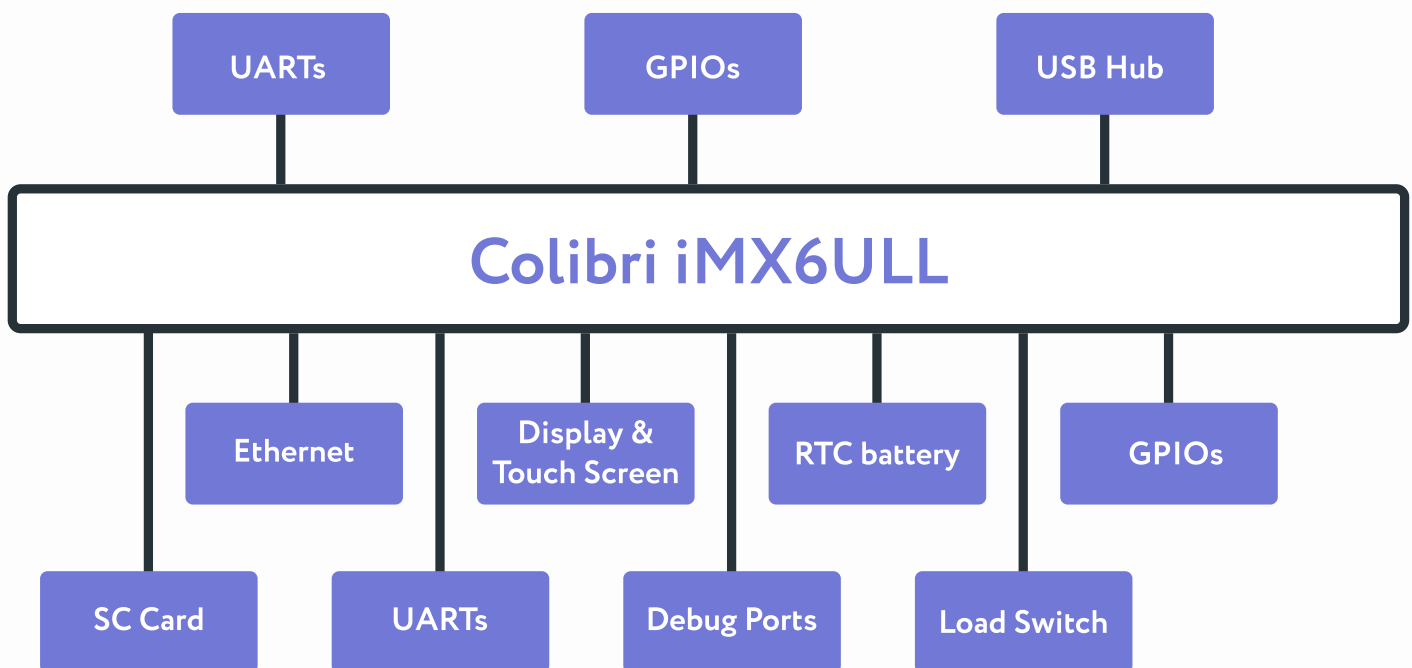 UARTs
GPIOs
USB Hub
Colibri iMX6ULL
Ethernet
Display &
Touch Screen
RTC battery
GPIOs
SC Card
UARTs
Debug Ports
Load Switch